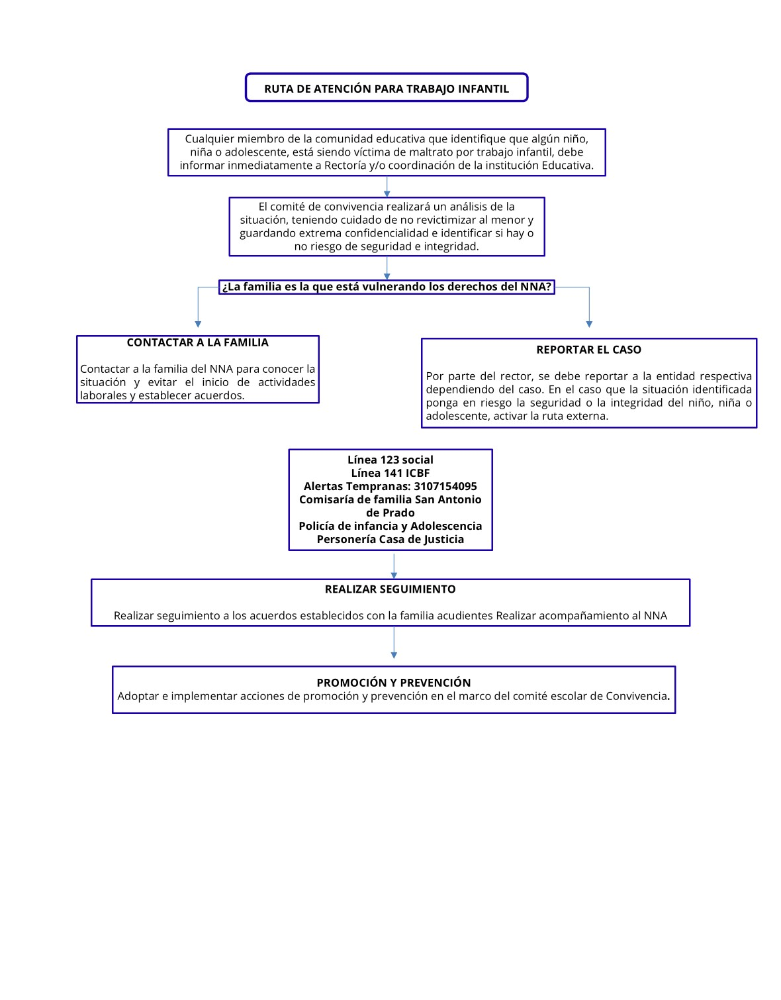 RUTA DE ATENCIÓN PARA TRABAJO INFANTIL
Cualquier miembro de la comunidad educativa que identifique que algún niño,
niña o adolescente, está siendo víctima de maltrato por trabajo infantil, debe
informar inmediatamente a Rectoría y/o coordinación de la institución Educativa.
El comité de convivencia realizará un análisis de la
situación, teniendo cuidado de no revictimizar al menor y
guardando extrema confidencialidad e identificar si hay o
no riesgo de seguridad e integridad.
¿La familia es la que está vulnerando los derechos del NNA?
CONTACTAR A LA FAMILIA
Contactar a la familia del NNA para conocer la
situación y evitar el inicio de actividades
laborales y establecer acuerdos.
REPORTAR EL CASO
Por parte del rector, se debe reportar a la entidad respectiva
dependiendo del caso. En el caso que la situación identificada
ponga en riesgo la seguridad o la integridad del niño, niña o
adolescente, activar la ruta externa.
Línea 123 social
Línea 141 ICBF
Alertas Tempranas: 3107154095
Comisaría de familia San Antonio
de Prado
Policía de infancia y Adolescencia
Personería Casa de Justicia
REALIZAR SEGUIMIENTO
Realizar seguimiento a los acuerdos establecidos con la familia acudientes Realizar acompañamiento al NNA
PROMOCIÓN Y PREVENCIÓN
Adoptar e implementar acciones de promoción y prevención en el marco del comité escolar de Convivencia.